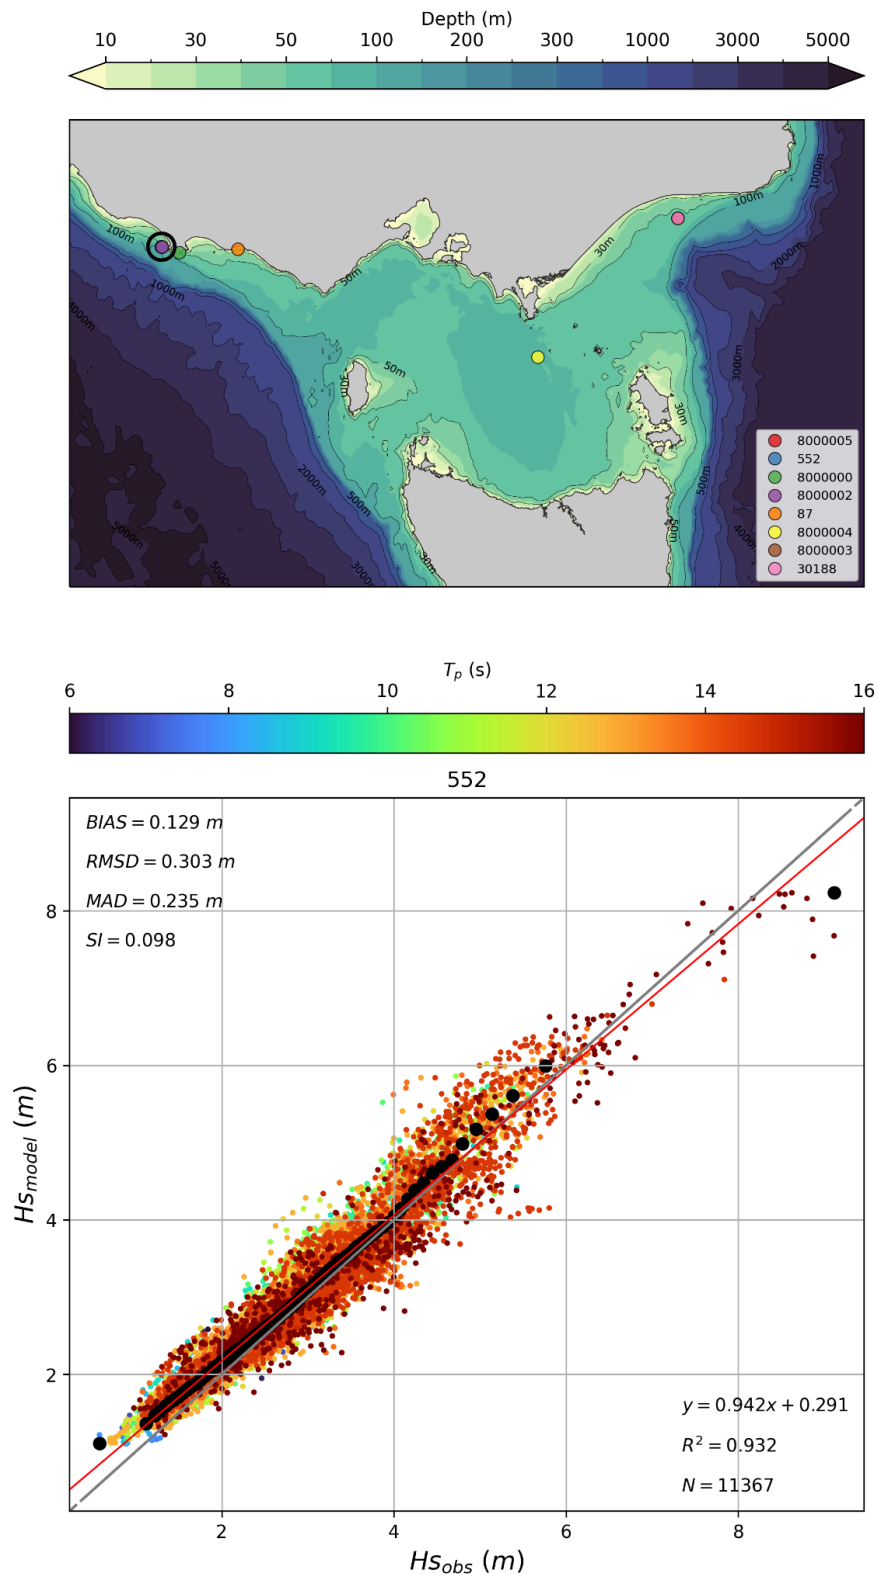 Depth (m)
10 30 50 100 200 300 1000 3000 5000
1000m
100m
100m
30m
2000m
50m
1000m
4000m
3000m
50m
30m
30m
2000m
500m
500m
50m
4000m
5000m
30m
3000m
5000m
8000005
552
8000000
8000002
87
8000004
8000003
30188
T_p (s)
6 8 10 12 14 16
552
BIAS = 0.129 m
RMSD = 0.303 m
MAD = 0.235 m
SI = 0.098
8
6
4
2
Hs_model (m)
y = 0.942x + 0.291
R² = 0.932
N = 11367
2 4 6 8
Hs_obs (m)